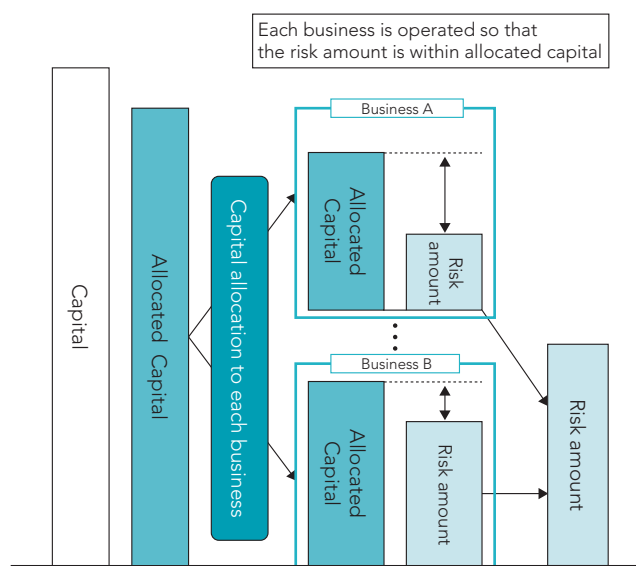 Each business is operated so that
the risk amount is within allocated capital
Capital
Allocated Capital
Capital allocation to each business
Business A
Allocated
Capital
Risk
amount
Business B
Allocated
Capital
Risk amount
Risk amount